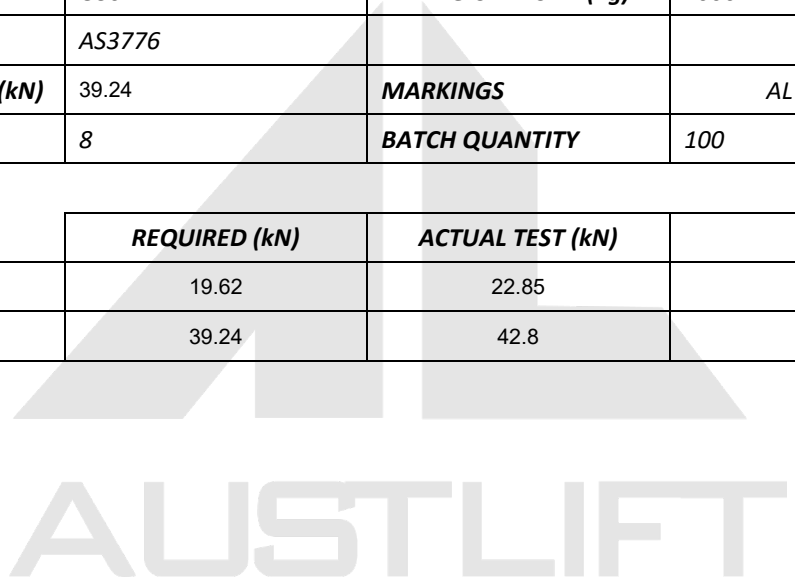 AS3776
(kN) 39.24 MARKINGS AL
8 BATCH QUANTITY 100
REQUIRED (kN) ACTUAL TEST (kN)
19.62 22.85
39.24 42.8
AUSTLIFT